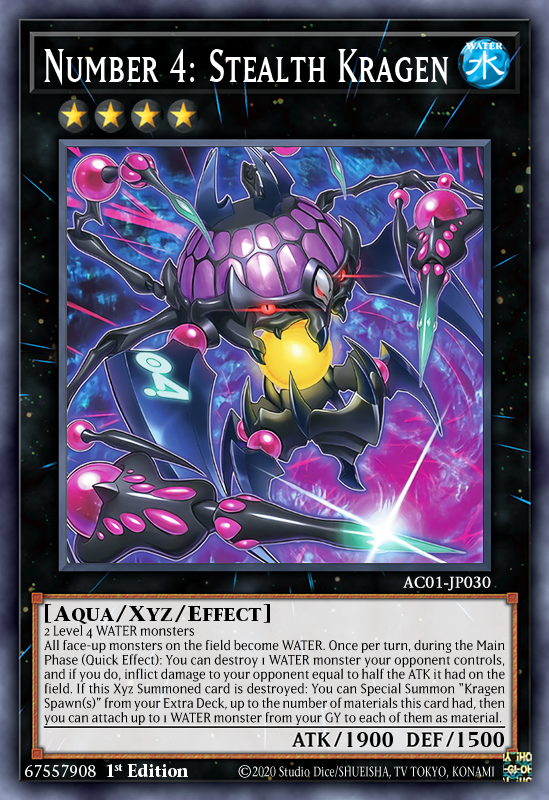 NUMBER 4: STEALTH KRAGEN
WATER
水
04
AC01-JP030
[AQUA/XYZ/EFFECT]
2 Level 4 WATER monsters
All face-up monsters on the field become WATER. Once per turn, during the Main
Phase (Quick Effect): You can destroy 1 WATER monster your opponent controls,
and if you do, inflict damage to your opponent equal to half the ATK it had on the
field. If this Xyz Summoned card is destroyed: You can Special Summon "Kragen
Spawn(s)" from your Extra Deck, up to the number of materials this card had, then
you can attach up to 1 WATER monster from your GY to each of them as material.
ATK/1900 DEF/1500
67557908 1st Edition ©2020 Studio Dice/SHUEISHA, TV TOKYO, KONAMI